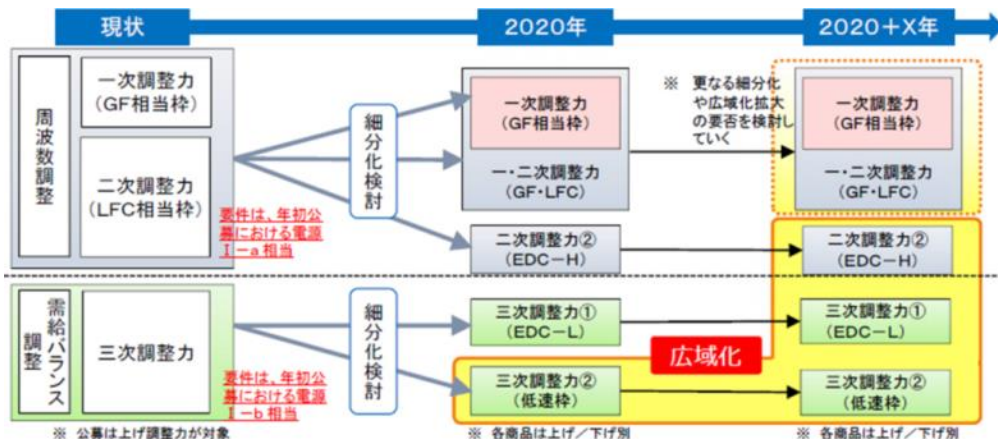 現状
2020年
2020+X年
周波数調整
一次調整力
(GF相当枠)
二次調整力
(LFC相当枠)
要件は、年初公
募における電源
Ⅰ-a相当
細分化検討
一次調整力
(GF相当枠)
一・二次調整力
(GF・LFC)
※ 更なる細分化
や広域化拡大
の要否を検討し
ていく
一次調整力
(GF相当枠)
一・二次調整力
(GF・LFC)
二次調整力②
(EDC-H)
二次調整力②
(EDC-H)
需給バランス
調整
三次調整力
要件は、年初公
募における電源
Ⅰ-b相当
細分化検討
三次調整力①
(EDC-L)
三次調整力①
(EDC-L)
広域化
三次調整力②
(低速枠)
三次調整力②
(低速枠)
※ 公募は上げ調整力が対象
※ 各商品は上げ/下げ別
※ 各商品は上げ/下げ別